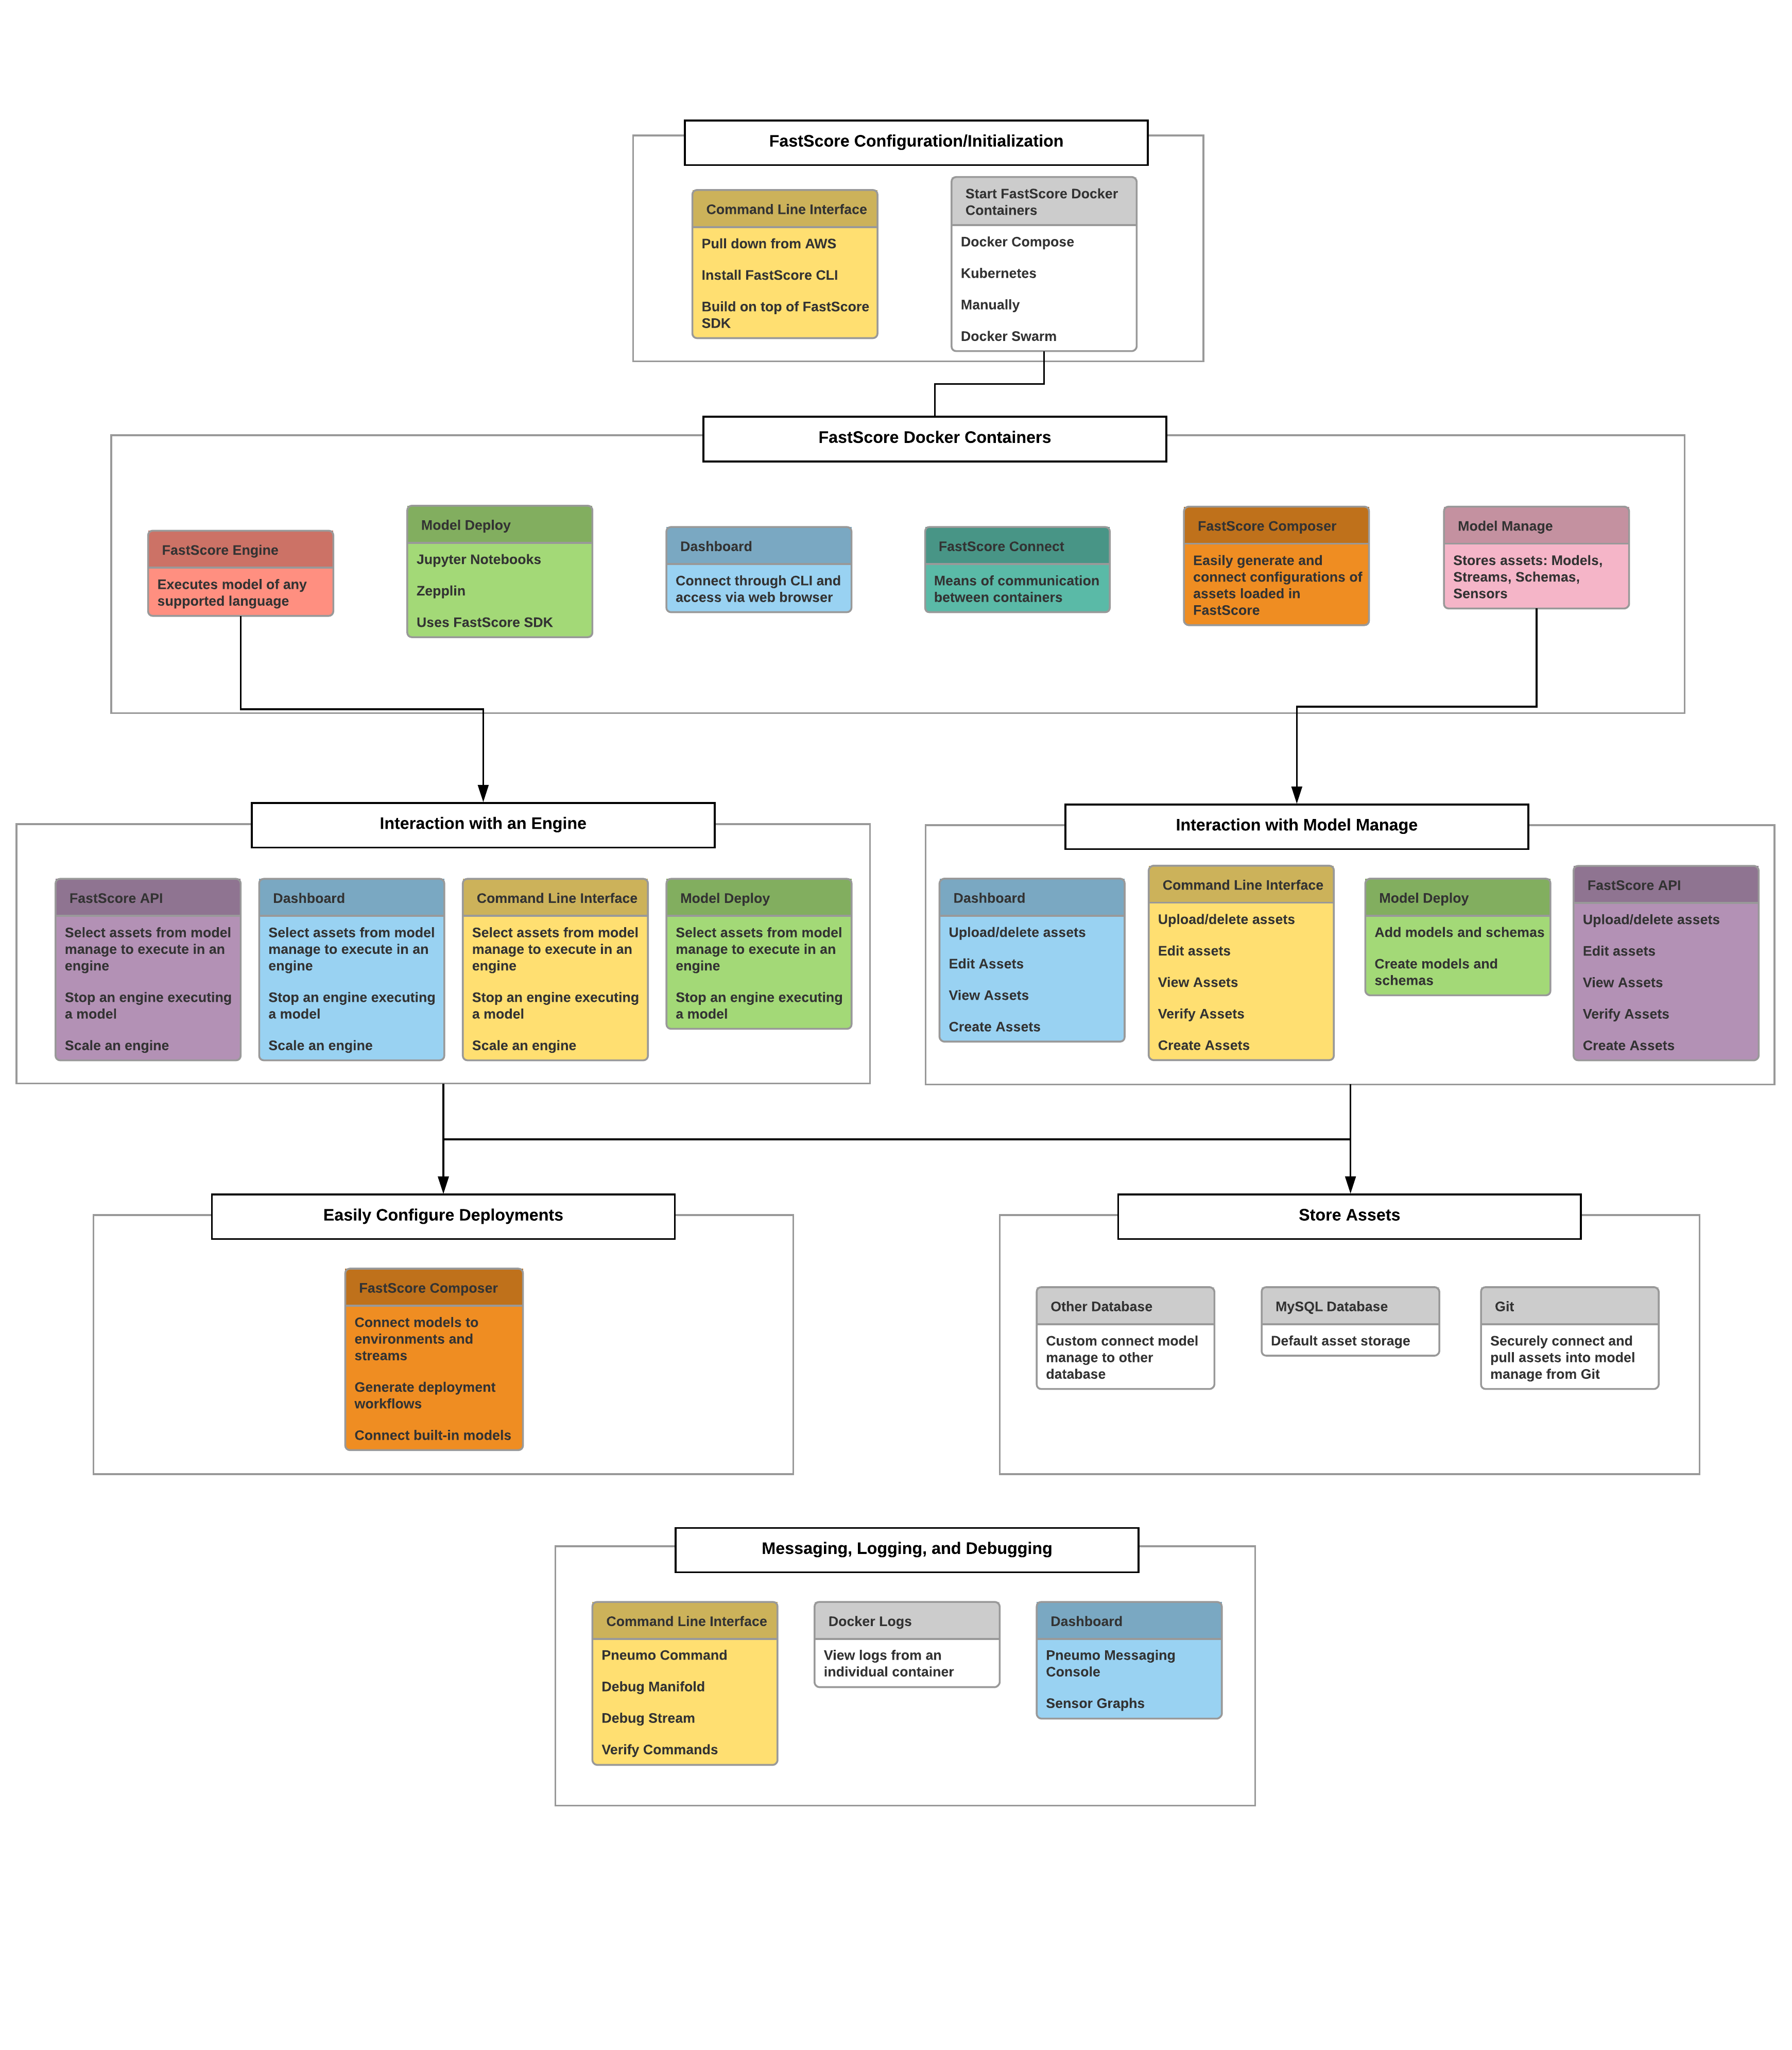 FastScore Configuration/Initialization
Command Line Interface
Pull down from AWS
Install FastScore CLI
Build on top of FastScore
SDK
Start FastScore Docker
Containers
Docker Compose
Kubernetes
Manually
Docker Swarm
FastScore Docker Containers
FastScore Engine
Executes model of any
supported language
Model Deploy
Jupyter Notebooks
Zepplin
Uses FastScore SDK
Dashboard
Connect through CLI and
access via web browser
FastScore Connect
Means of communication
between containers
FastScore Composer
Easily generate and
connect configurations of
assets loaded in
FastScore
Model Manage
Stores assets: Models,
Streams, Schemas,
Sensors
Interaction with an Engine
FastScore API
Select assets from model
manage to execute in an
engine
Stop an engine executing
a model
Scale an engine
Dashboard
Select assets from model
manage to execute in an
engine
Stop an engine executing
a model
Scale an engine
Command Line Interface
Select assets from model
manage to execute in an
engine
Stop an engine executing
a model
Scale an engine
Model Deploy
Select assets from model
manage to execute in an
engine
Stop an engine executing
a model
Interaction with Model Manage
Dashboard
Upload/delete assets
Edit Assets
View Assets
Create Assets
Command Line Interface
Upload/delete assets
Edit assets
View Assets
Verify Assets
Create Assets
Model Deploy
Add models and schemas
Create models and
schemas
FastScore API
Upload/delete assets
Edit assets
View Assets
Verify Assets
Create Assets
Easily Configure Deployments
FastScore Composer
Connect models to
environments and
streams
Generate deployment
workflows
Connect built-in models
Store Assets
Other Database
Custom connect model
manage to other
database
MySQL Database
Default asset storage
Git
Securely connect and
pull assets into model
manage from Git
Messaging, Logging, and Debugging
Command Line Interface
Pneumo Command
Debug Manifold
Debug Stream
Verify Commands
Docker Logs
View logs from an
individual container
Dashboard
Pneumo Messaging
Console
Sensor Graphs